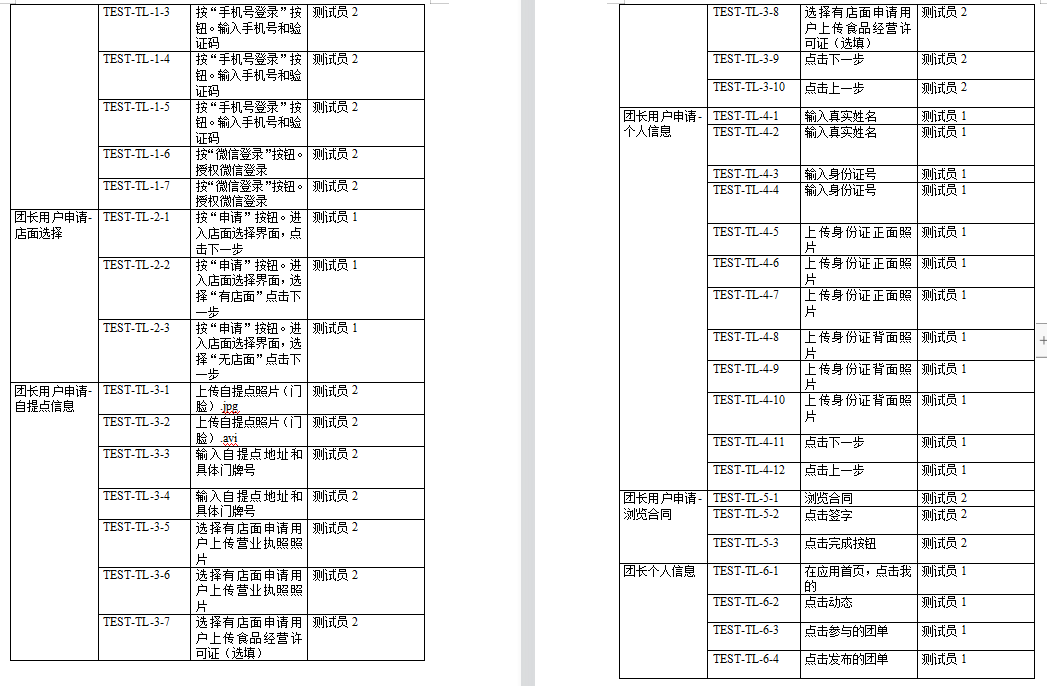 TEST-TL-1-3 按“手机号登录”按 测试员 2
钮。输入手机号和验
证码
TEST-TL-1-4 按“手机号登录”按 测试员 2
钮。输入手机号和验
证码
TEST-TL-1-5 按“手机号登录”按 测试员 2
钮。输入手机号和验
证码
TEST-TL-1-6 按“微信登录”按钮。 测试员 2
授权微信登录
TEST-TL-1-7 按“微信登录”按钮。 测试员 2
授权微信登录
团长用户申请- TEST-TL-2-1 按“申请”按钮。进 测试员 1
店面选择 入店面选择界面，点
击下一步
TEST-TL-2-2 按“申请”按钮。进 测试员 1
入店面选择界面，选
择“有店面”点击下
一步
TEST-TL-2-3 按“申请”按钮。进 测试员 1
入店面选择界面，选
择“无店面”点击下
一步
团长用户申请- TEST-TL-3-1 上传自提点照片（门 测试员 2
自提点信息 脸）.jpg
TEST-TL-3-2 上传自提点照片（门 测试员 2
脸）.avi
TEST-TL-3-3 输入自提点地址和 测试员 2
具体门牌号
TEST-TL-3-4 输入自提点地址和 测试员 2
具体门牌号
TEST-TL-3-5 选择有店面申请用 测试员 2
户上传营业执照照
片
TEST-TL-3-6 选择有店面申请用 测试员 2
户上传营业执照照
片
TEST-TL-3-7 选择有店面申请用 测试员 2
户上传食品经营许
可证（选填）
TEST-TL-3-8 选择有店面申请用 测试员 2
户上传食品经营许
可证（选填）
TEST-TL-3-9 点击下一步 测试员 2
TEST-TL-3-10 点击上一步 测试员 2
团长用户申请- TEST-TL-4-1 输入真实姓名 测试员 1
个人信息 TEST-TL-4-2 输入真实姓名 测试员 1
TEST-TL-4-3 输入身份证号 测试员 1
TEST-TL-4-4 输入身份证号 测试员 1
TEST-TL-4-5 上传身份证正面照 测试员 1
片
TEST-TL-4-6 上传身份证正面照 测试员 1
片
TEST-TL-4-7 上传身份证正面照 测试员 1
片
TEST-TL-4-8 上传身份证背面照 测试员 1
片
TEST-TL-4-9 上传身份证背面照 测试员 1
片
TEST-TL-4-10 上传身份证背面照 测试员 1
片
TEST-TL-4-11 点击下一步 测试员 1
TEST-TL-4-12 点击上一步 测试员 1
团长用户申请- TEST-TL-5-1 浏览合同 测试员 2
浏览合同 TEST-TL-5-2 点击签字 测试员 2
TEST-TL-5-3 点击完成按钮 测试员 2
团长个人信息 TEST-TL-6-1 在应用首页，点击我 测试员 1
的
TEST-TL-6-2 点击动态 测试员 1
TEST-TL-6-3 点击参与的团单 测试员 1
TEST-TL-6-4 点击发布的团单 测试员 1